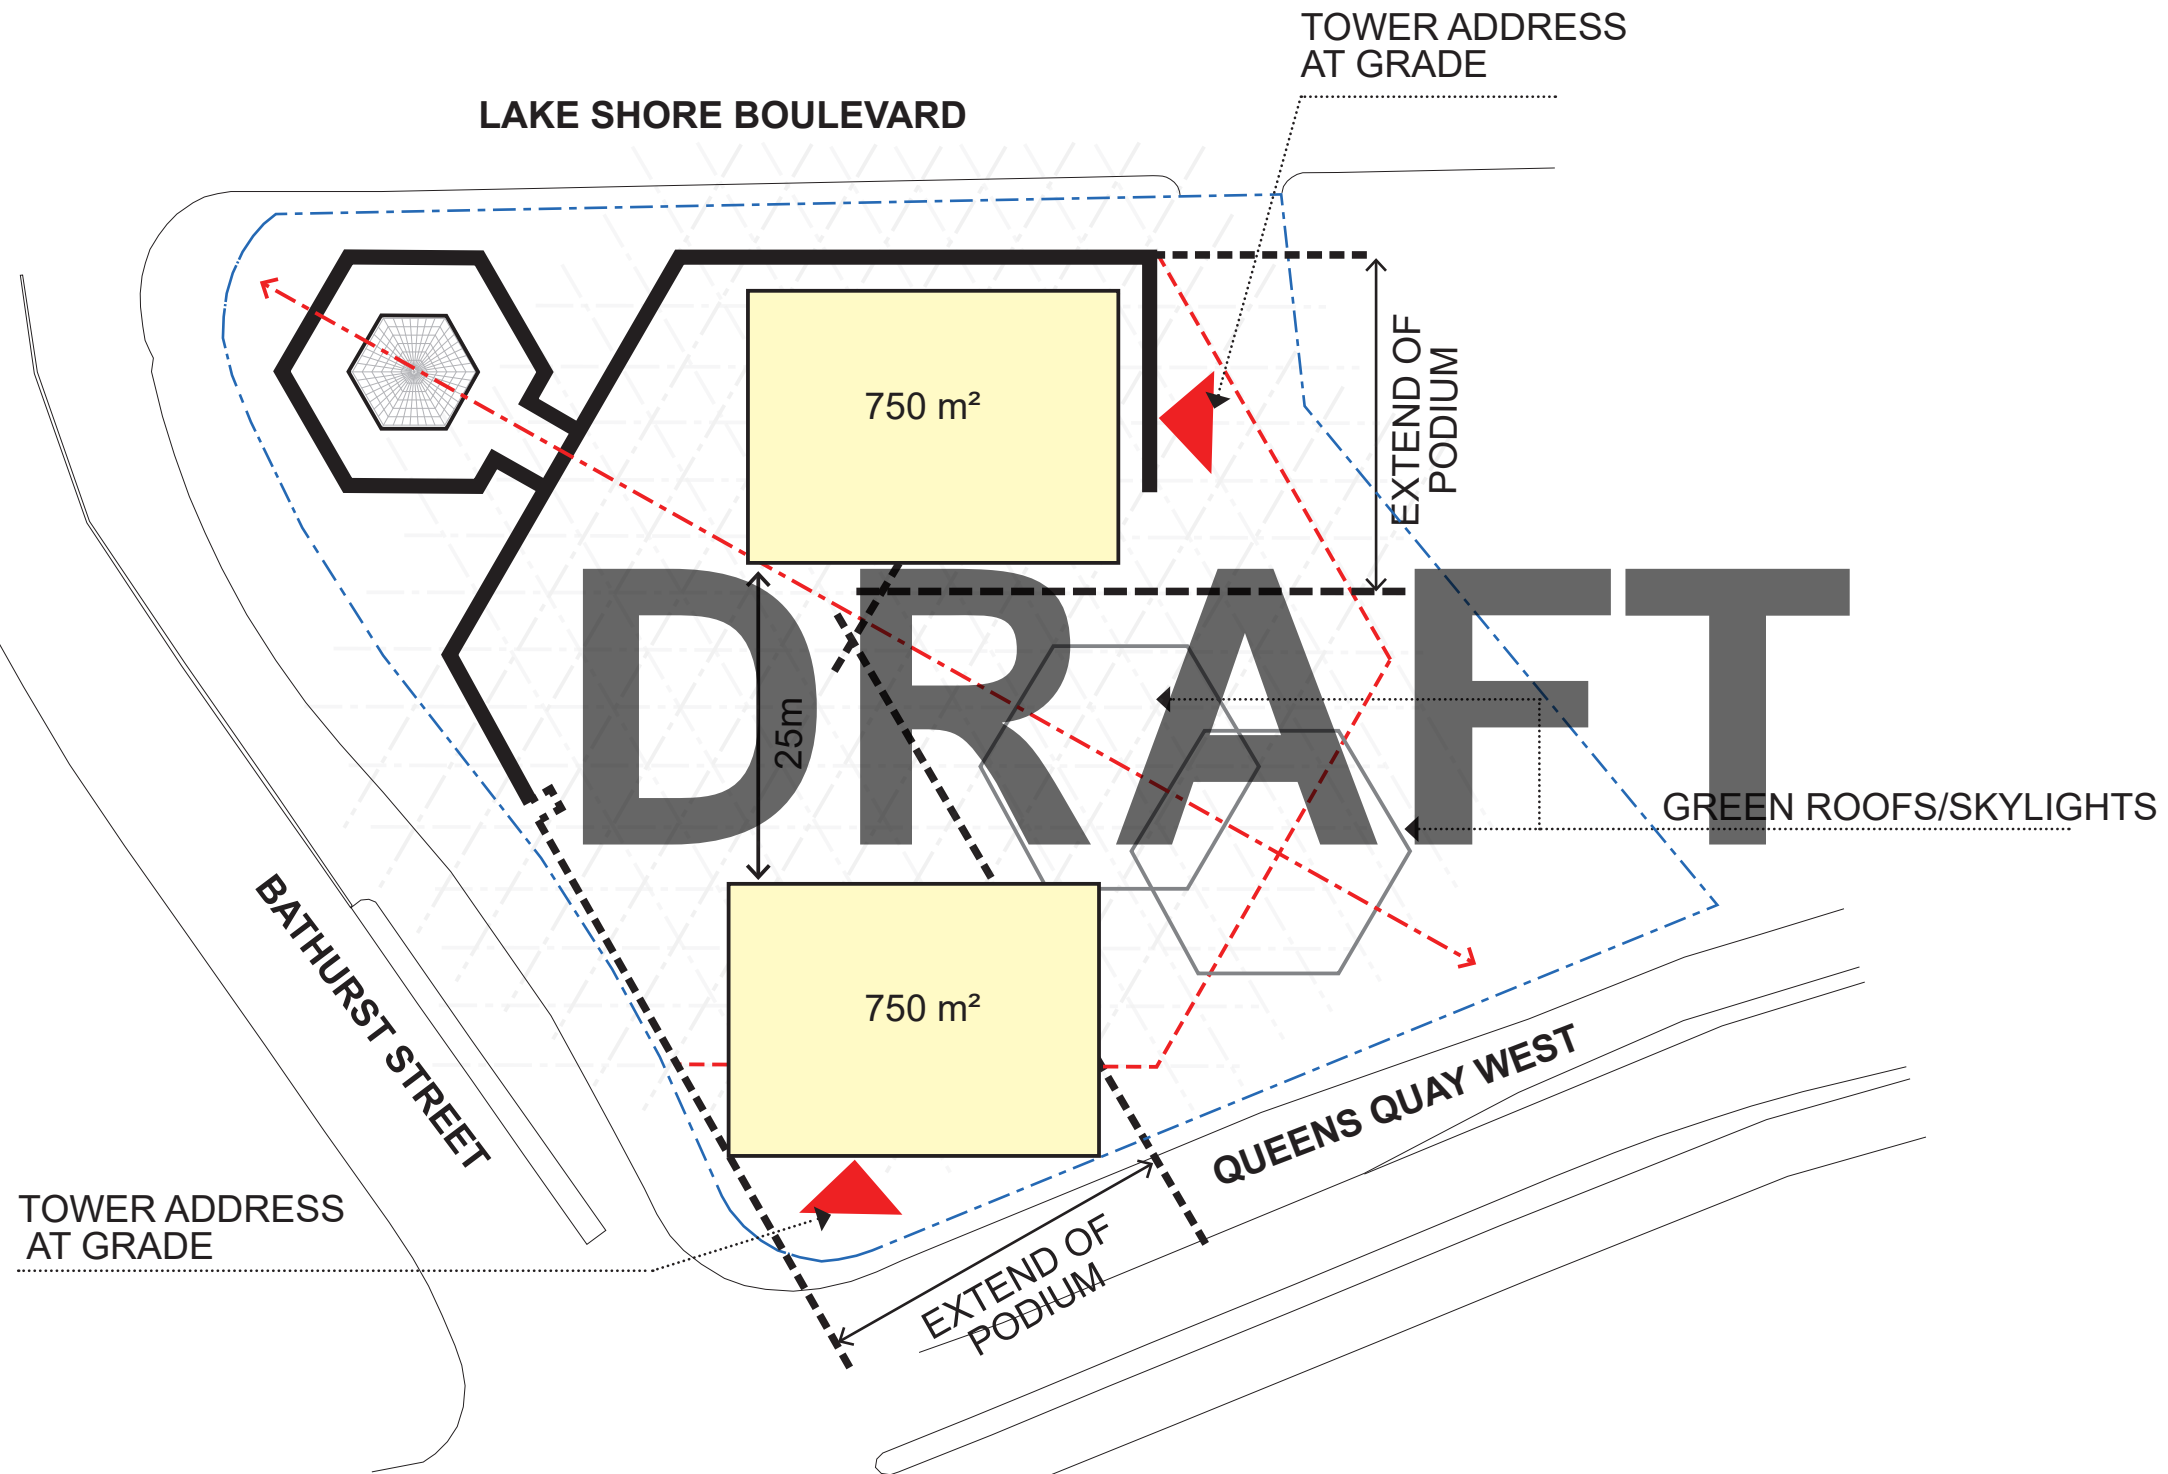 TOWER ADDRESS
AT GRADE
LAKE SHORE BOULEVARD
EXTEND OF
PODIUM
750 m²
DRAFT
25m
GREEN ROOFS/SKYLIGHTS
BATHURST STREET
750 m²
QUEENS QUAY WEST
TOWER ADDRESS
AT GRADE
EXTEND OF
PODIUM